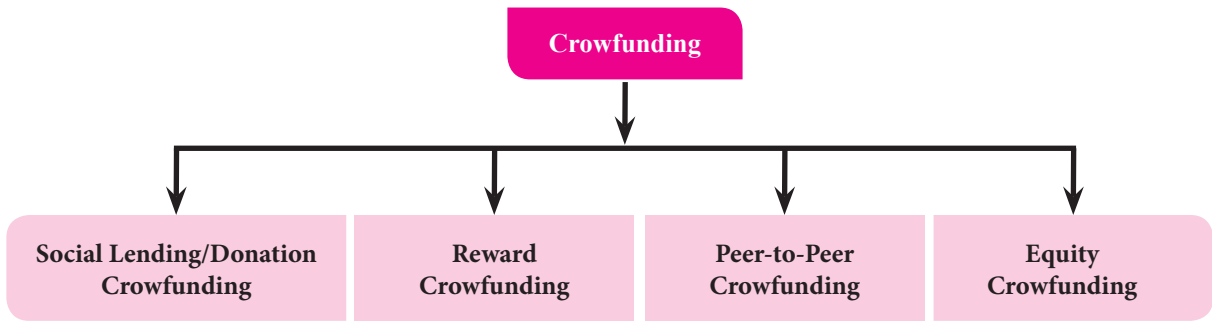 Crowfunding
Social Lending/Donation
Crowfunding
Reward
Crowfunding
Peer-to-Peer
Crowfunding
Equity
Crowfunding